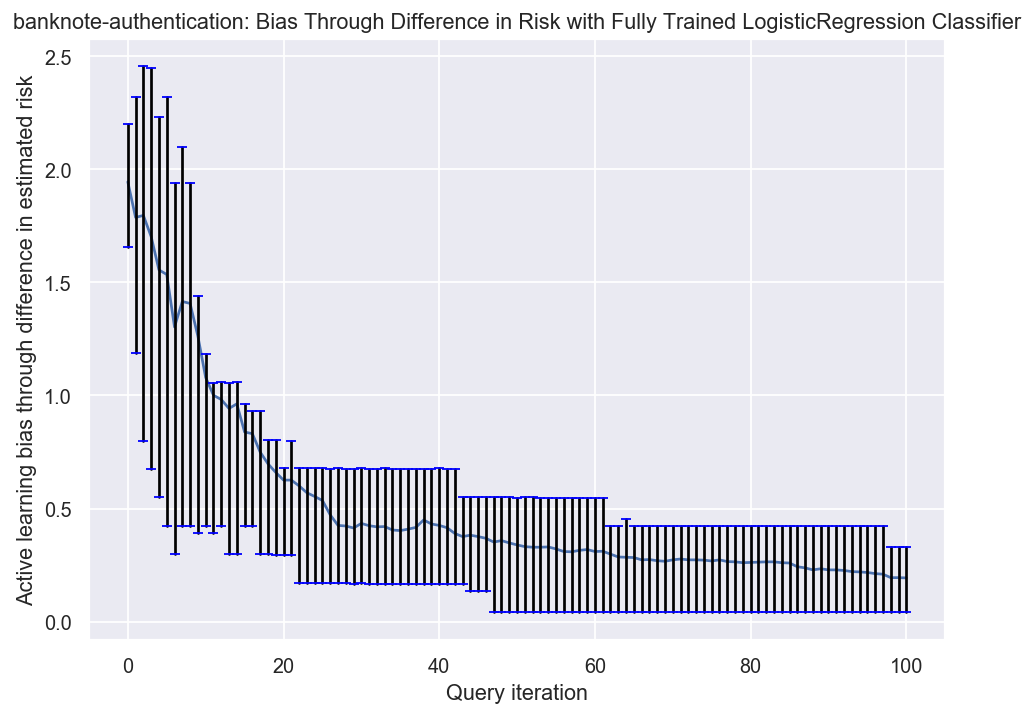 banknote-authentication: Bias Through Difference in Risk with Fully Trained LogisticRegression Classifier
Active learning bias through difference in estimated risk
2.5
2.0
1.5
1.0
0.5
0.0
0 20 40 60 80 100
Query iteration